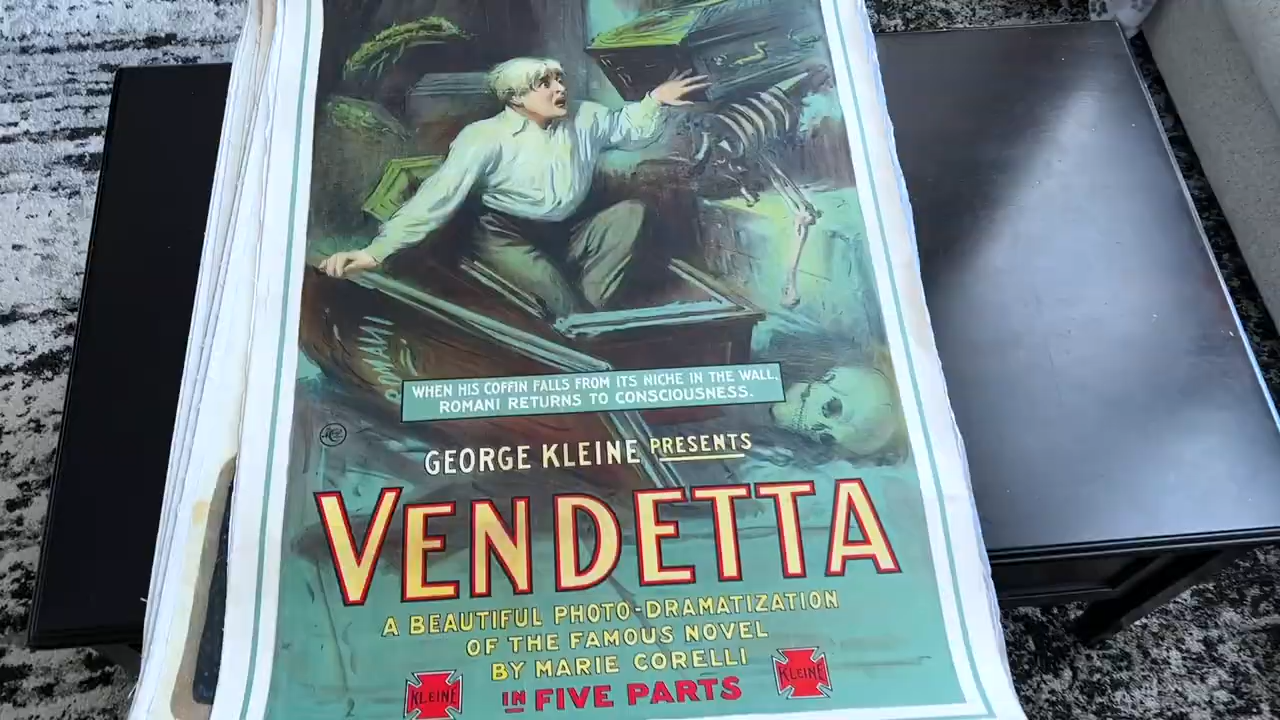 ROMANI
WHEN HIS COFFIN FALLS FROM ITS NICHE IN THE WALL,
ROMANI RETURNS TO CONSCIOUSNESS.
GEORGE KLEINE PRESENTS
VENDETTA
A BEAUTIFUL PHOTO-DRAMATIZATION
OF THE FAMOUS NOVEL
BY MARIE CORELLI
IN FIVE PARTS
KLEINE
KLEINE